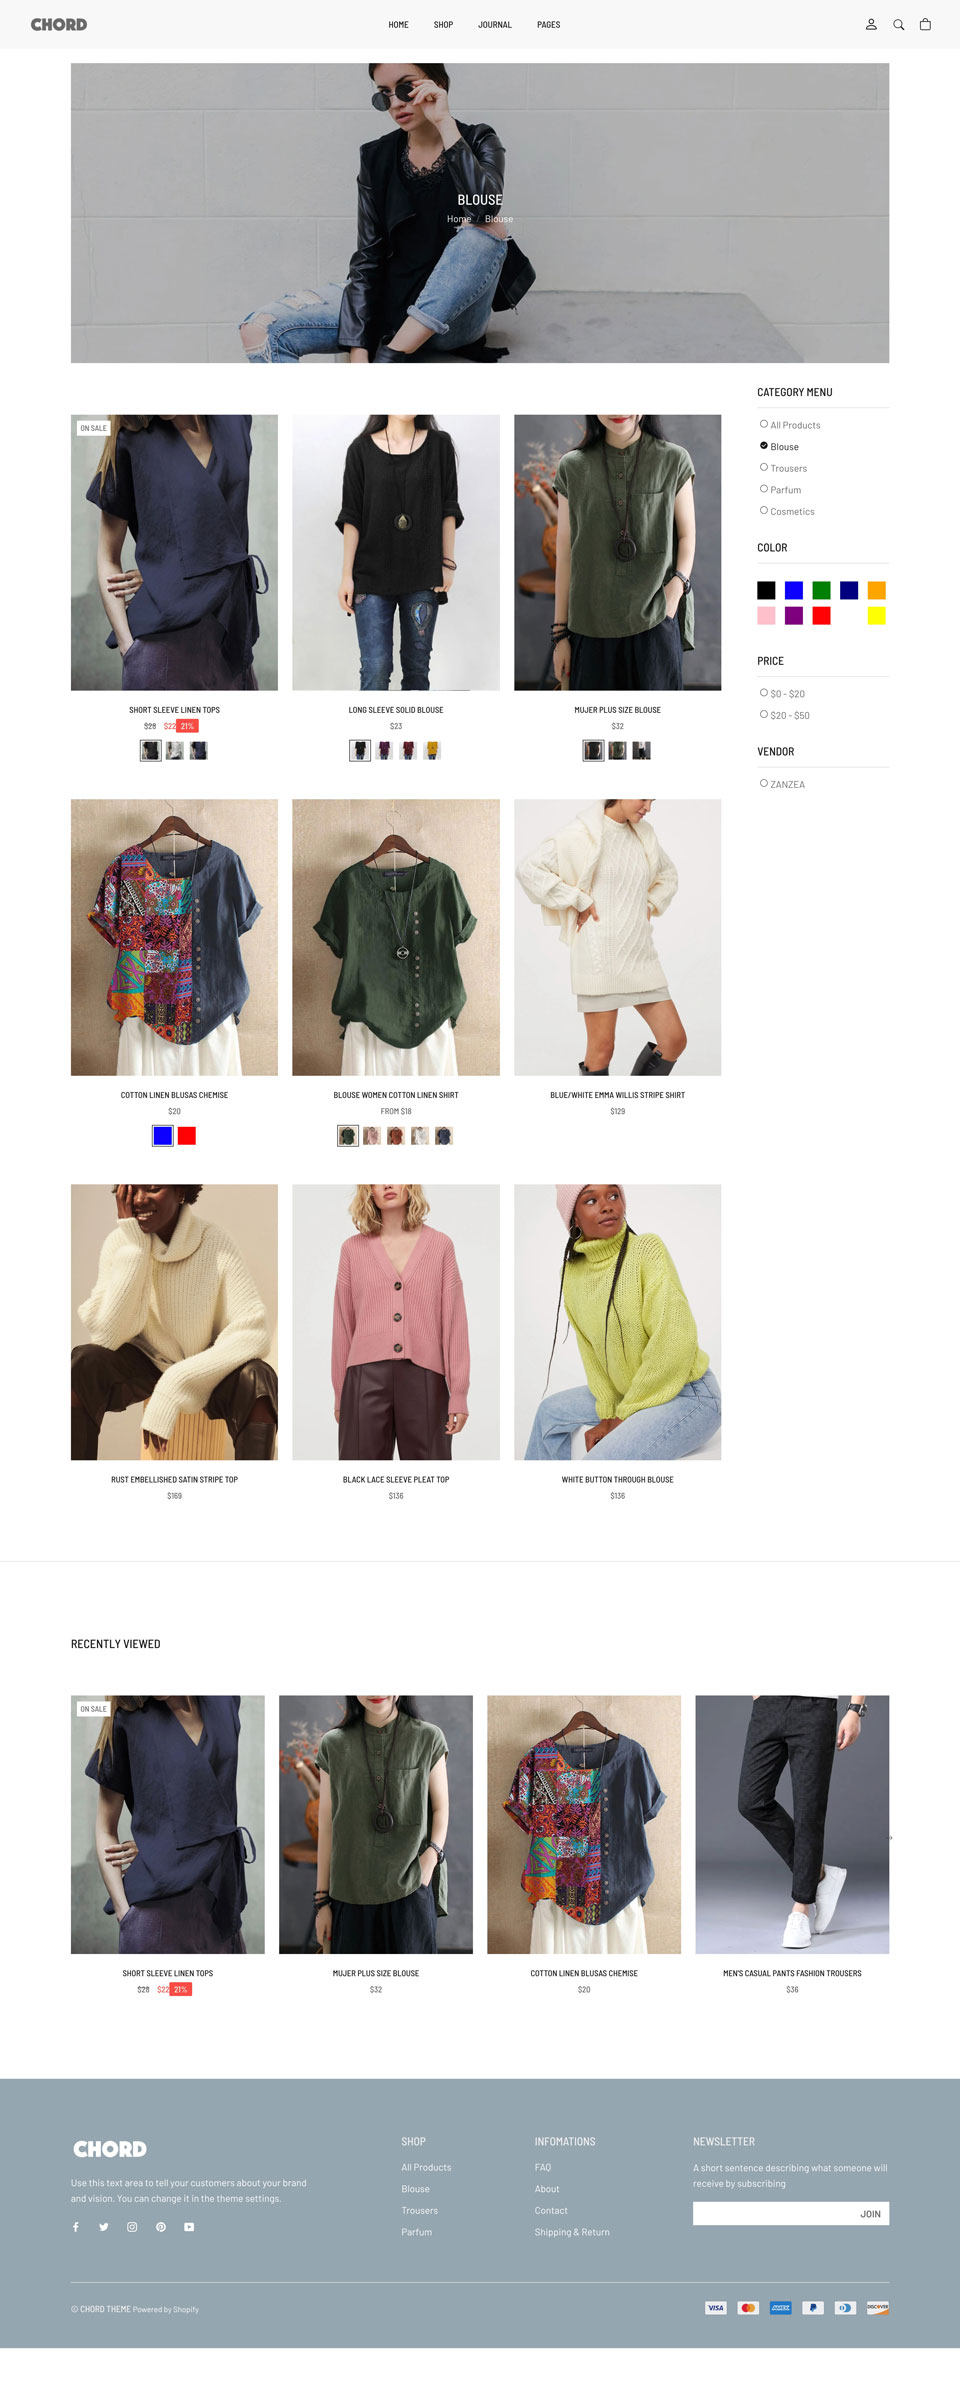 CHORD
HOME SHOP JOURNAL PAGES
BLOUSE
Home / Blouse
CATEGORY MENU
All Products
Blouse
Trousers
Parfum
Cosmetics
COLOR
PRICE
$0 - $20
$20 - $50
VENDOR
ZANZEA
ON SALE
SHORT SLEEVE LINEN TOPS
$28 $22 21%
LONG SLEEVE SOLID BLOUSE
$23
MUJER PLUS SIZE BLOUSE
$32
COTTON LINEN BLUSAS CHEMISE
$20
BLOUSE WOMEN COTTON LINEN SHIRT
FROM $18
BLUE/WHITE EMMA WILLIS STRIPE SHIRT
$129
RUST EMBELLISHED SATIN STRIPE TOP
$169
BLACK LACE SLEEVE PLEAT TOP
$136
WHITE BUTTON THROUGH BLOUSE
$136
RECENTLY VIEWED
ON SALE
SHORT SLEEVE LINEN TOPS
$28 $22 21%
MUJER PLUS SIZE BLOUSE
$32
COTTON LINEN BLUSAS CHEMISE
$20
MEN'S CASUAL PANTS FASHION TROUSERS
$36
CHORD
Use this text area to tell your customers about your brand
and vision. You can change it in the theme settings.
SHOP
All Products
Blouse
Trousers
Parfum
INFOMATIONS
FAQ
About
Contact
Shipping & Return
NEWSLETTER
A short sentence describing what someone will
receive by subscribing
JOIN
© CHORD THEME Powered by Shopify
VISA
DISCOVER